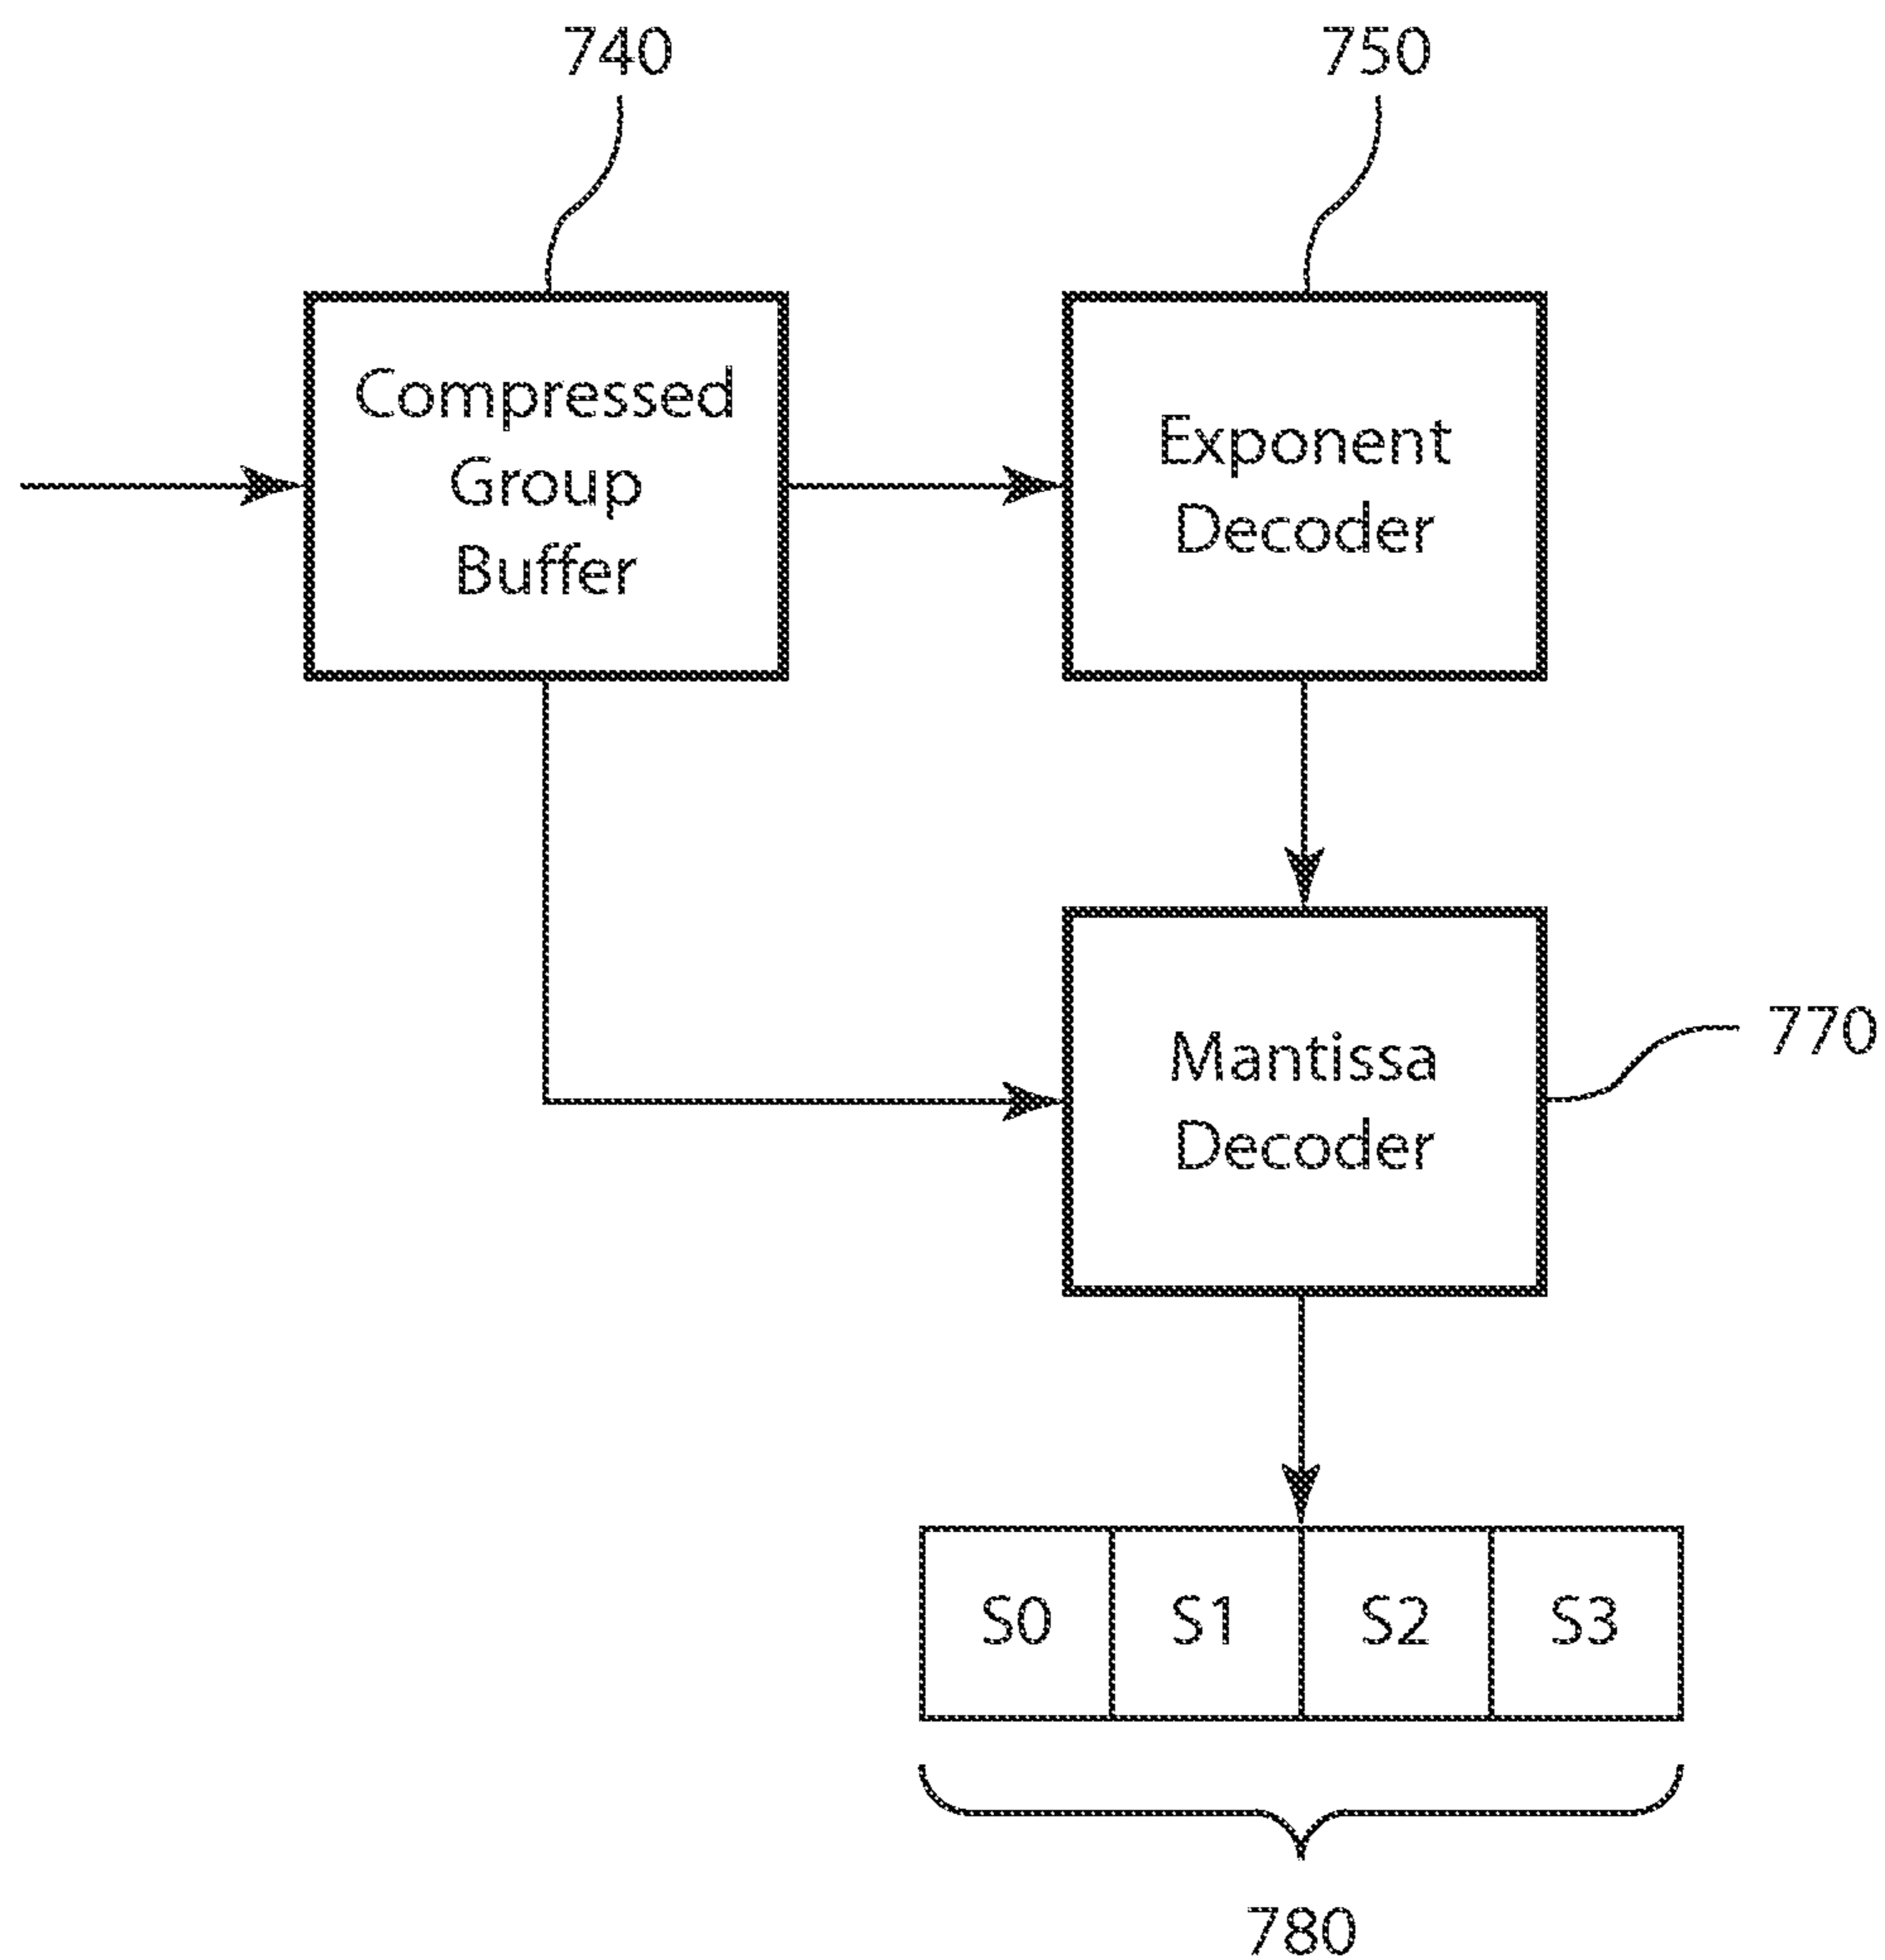 740
750
Compressed
Group
Buffer
Exponent
Decoder
Mantissa
Decoder
770
S0 S1 S2 S3
780